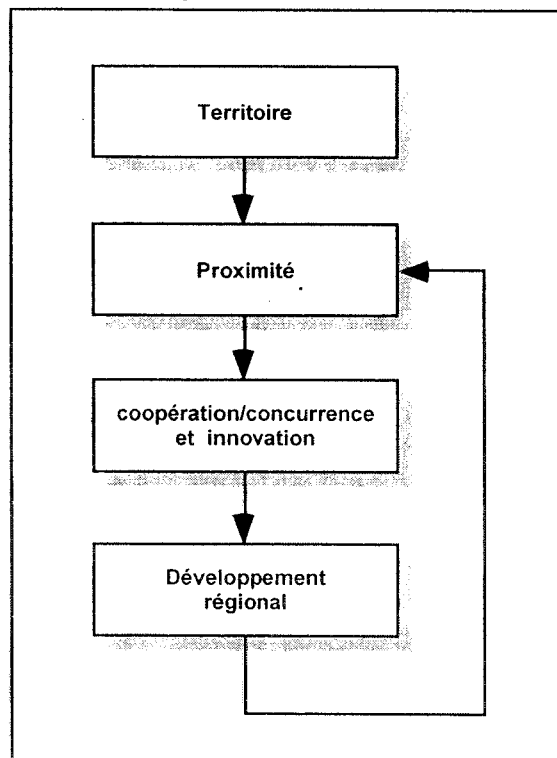 Territoire
Proximité
coopération/concurrence
et innovation
Développement
régional